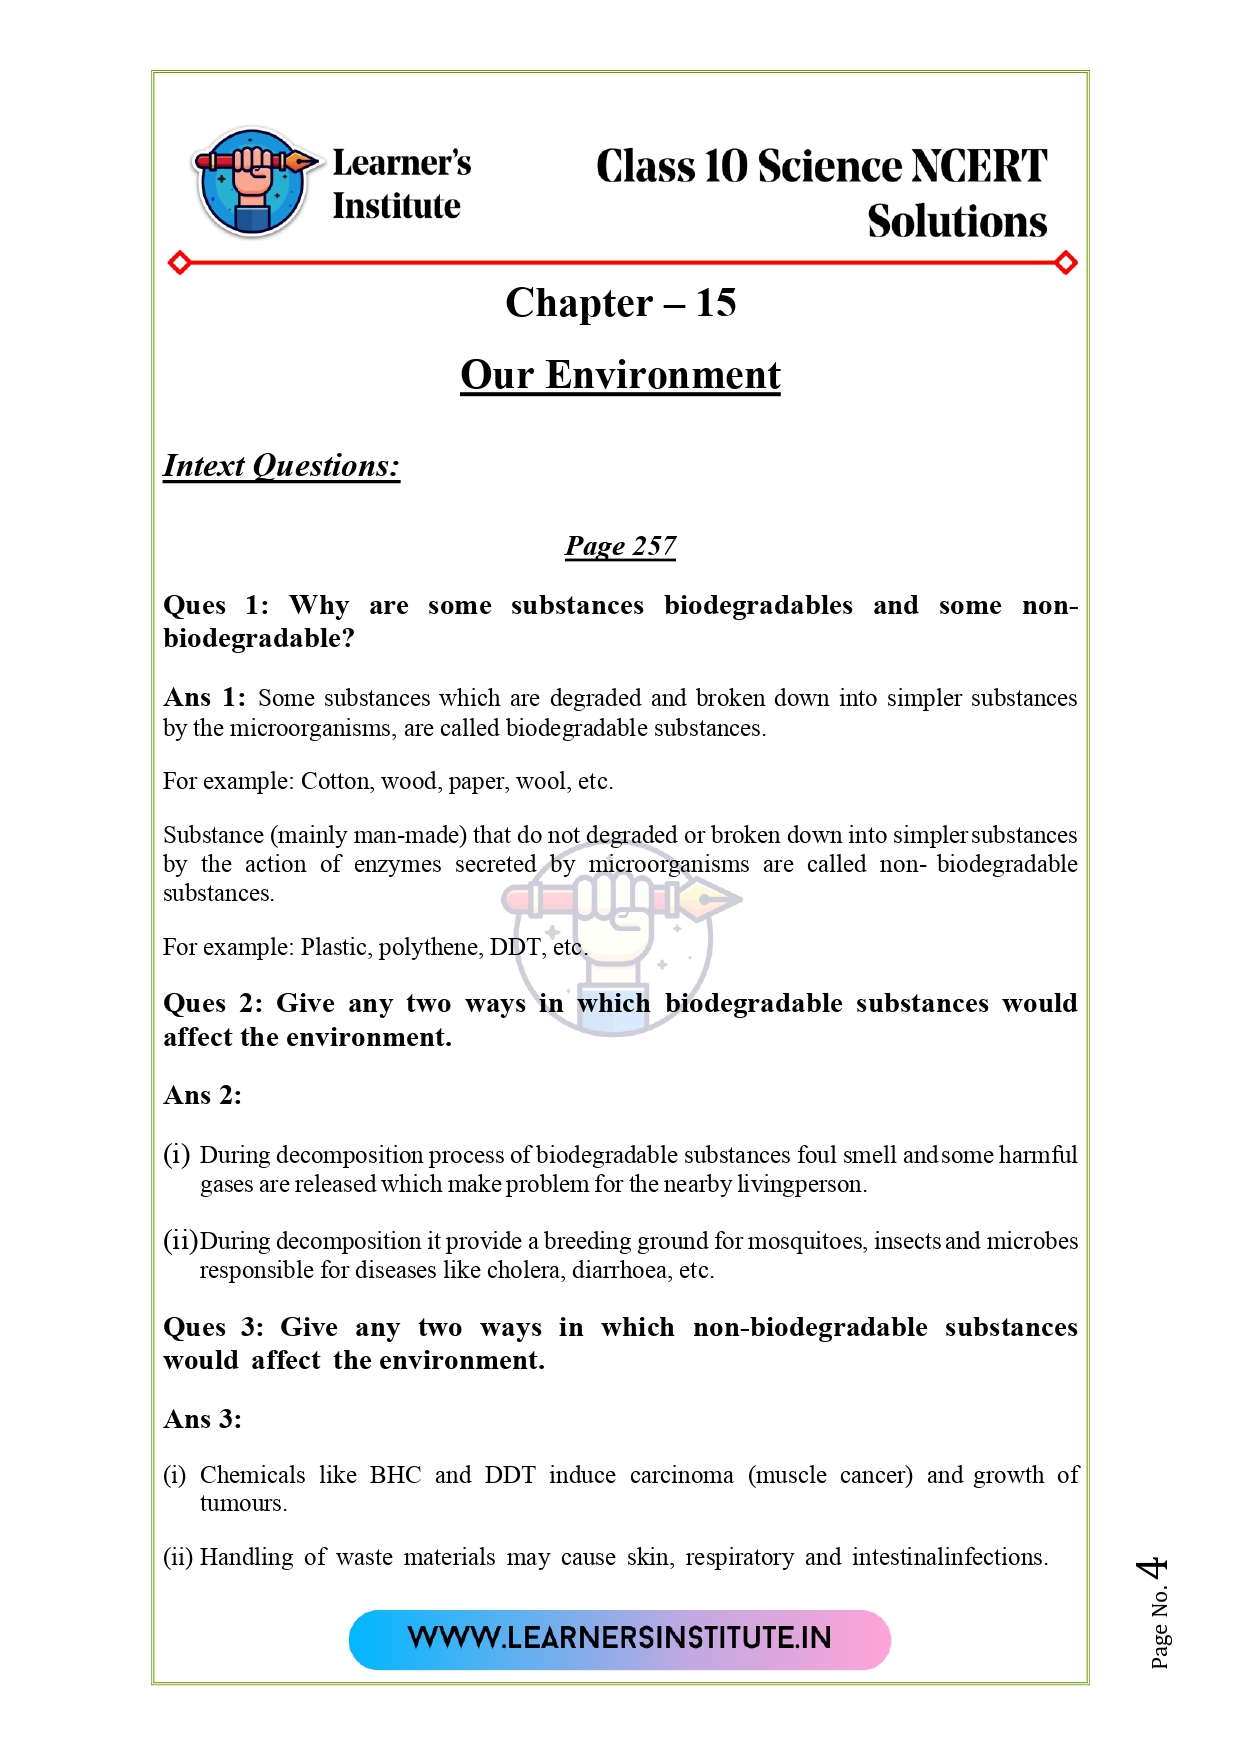 Learner's
Institute
Class 10 Science NCERT
Solutions
Chapter – 15
Our Environment
Intext Questions:
Page 257
Ques 1: Why are some substances biodegradables and some non-
biodegradable?
Ans 1: Some substances which are degraded and broken down into simpler substances
by the microorganisms, are called biodegradable substances.
For example: Cotton, wood, paper, wool, etc.
Substance (mainly man-made) that do not degraded or broken down into simplersubstances
by the action of enzymes secreted by microorganisms are called non- biodegradable
substances.
For example: Plastic, polythene, DDT, etc.
Ques 2: Give any two ways in which biodegradable substances would
affect the environment.
Ans 2:
(i) During decomposition process of biodegradable substances foul smell andsome harmful
gases are released which make problem for the nearby livingperson.
(ii)During decomposition it provide a breeding ground for mosquitoes, insects and microbes
responsible for diseases like cholera, diarrhoea, etc.
Ques 3: Give any two ways in which non-biodegradable substances
would affect the environment.
Ans 3:
(i) Chemicals like BHC and DDT induce carcinoma (muscle cancer) and growth of
tumours.
(ii) Handling of waste materials may cause skin, respiratory and intestinalinfections.
WWW.LEARNERSINSTITUTE.IN
Page No. 4